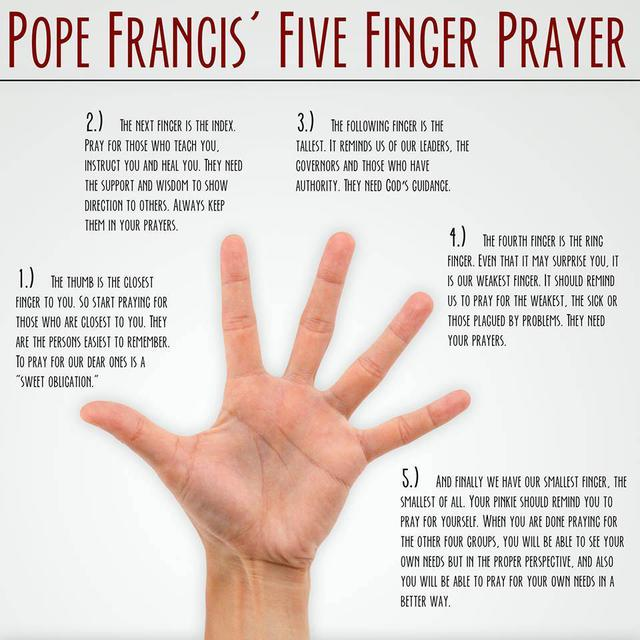 POPE FRANCIS' FIVE FINGER PRAYER
2.) THE NEXT FINGER IS THE INDEX.
PRAY FOR THOSE WHO TEACH YOU,
INSTRUCT YOU AND HEAL YOU. THEY NEED
THE SUPPORT AND WISDOM TO SHOW
DIRECTION TO OTHERS. ALWAYS KEEP
THEM IN YOUR PRAYERS.
3.) THE FOLLOWING FINGER IS THE
TALLEST. IT REMINDS US OF OUR LEADERS, THE
GOVERNORS AND THOSE WHO HAVE
AUTHORITY. THEY NEED GOD'S GUIDANCE.
4.) THE FOURTH FINGER IS THE RING
FINGER. EVEN THAT IT MAY SURPRISE YOU, IT
IS OUR WEAKEST FINGER. IT SHOULD REMIND
US TO PRAY FOR THE WEAKEST, THE SICK OR
THOSE PLAGUED BY PROBLEMS. THEY NEED
YOUR PRAYERS.
1.) THE THUMB IS THE CLOSEST
FINGER TO YOU. SO START PRAYING FOR
THOSE WHO ARE CLOSEST TO YOU. THEY
ARE THE PERSONS EASIEST TO REMEMBER.
TO PRAY FOR OUR DEAR ONES IS A
"SWEET OBLIGATION."
5.) AND FINALLY WE HAVE OUR SMALLEST FINGER, THE
SMALLEST OF ALL. YOUR PINKIE SHOULD REMIND YOU TO
PRAY FOR YOURSELF. WHEN YOU ARE DONE PRAYING FOR
THE OTHER FOUR GROUPS, YOU WILL BE ABLE TO SEE YOUR
OWN NEEDS BUT IN THE PROPER PERSPECTIVE, AND ALSO
YOU WILL BE ABLE TO PRAY FOR YOUR OWN NEEDS IN A
BETTER WAY.